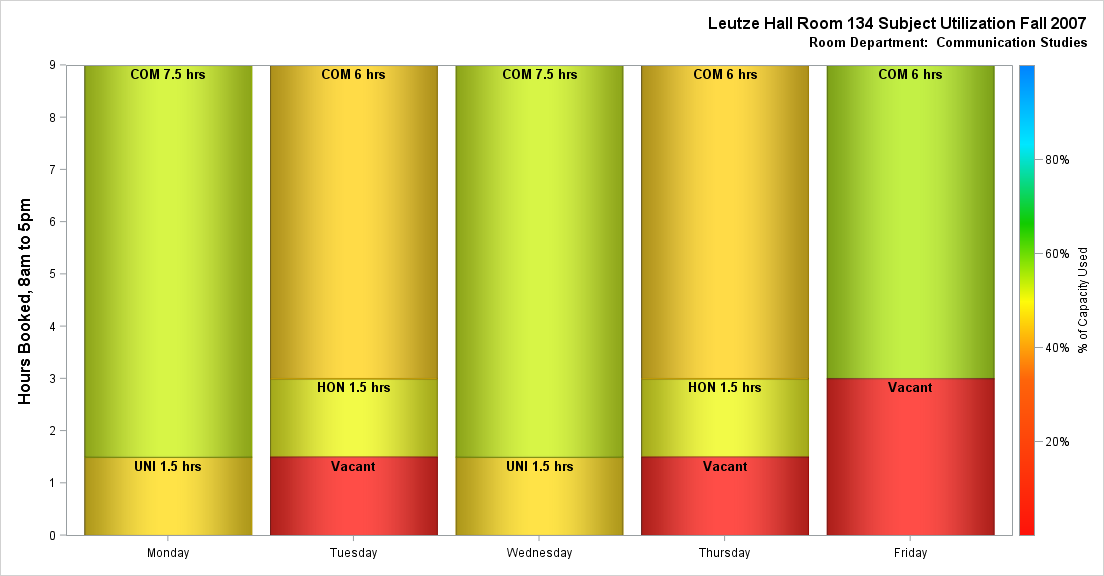 Leutze Hall Room 134 Subject Utilization Fall 2007
Room Department:  Communication Studies
Hours Booked, 8am to 5pm
9
8
7
6
5
4
3
2
1
0
COM 7.5 hrs
UNI 1.5 hrs
COM 6 hrs
HON 1.5 hrs
Vacant
COM 7.5 hrs
UNI 1.5 hrs
COM 6 hrs
HON 1.5 hrs
Vacant
COM 6 hrs
Vacant
Monday
Tuesday
Wednesday
Thursday
Friday
80%
60%
40%
20%
% of Capacity Used